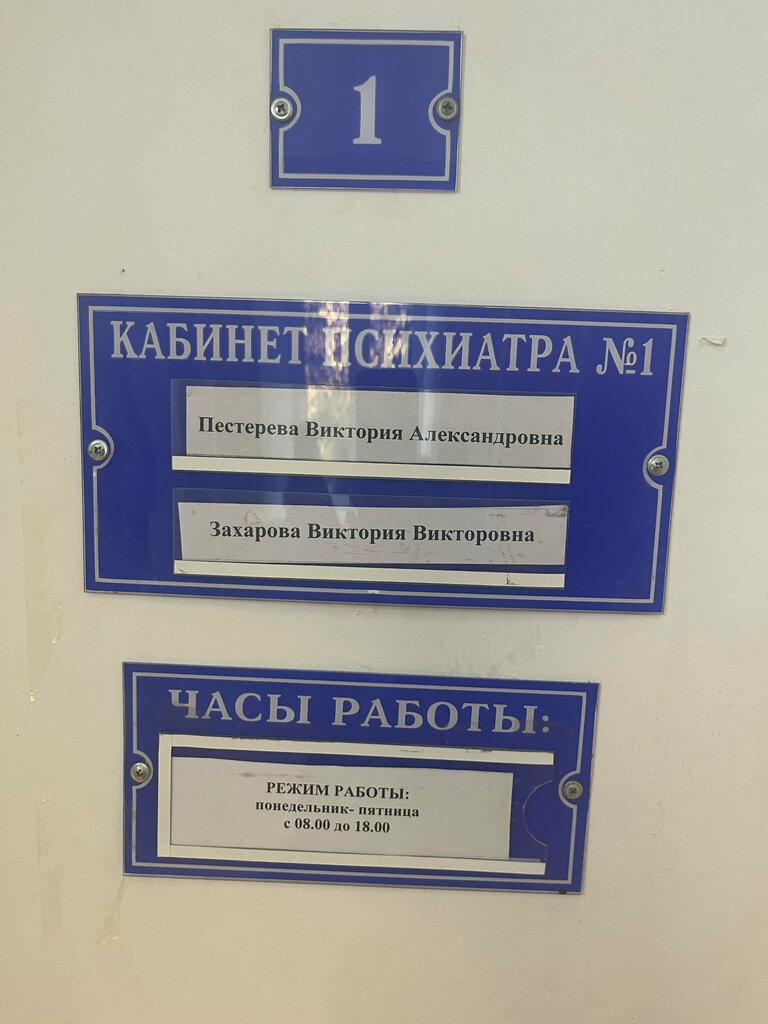 1
КАБИНЕТ ПСИХИАТРА №1
Пестерева Виктория Александровна
Захарова Виктория Викторовна
ЧАСЫ РАБОТЫ:
РЕЖИМ РАБОТЫ:
понедельник- пятница
с 08.00 до 18.00